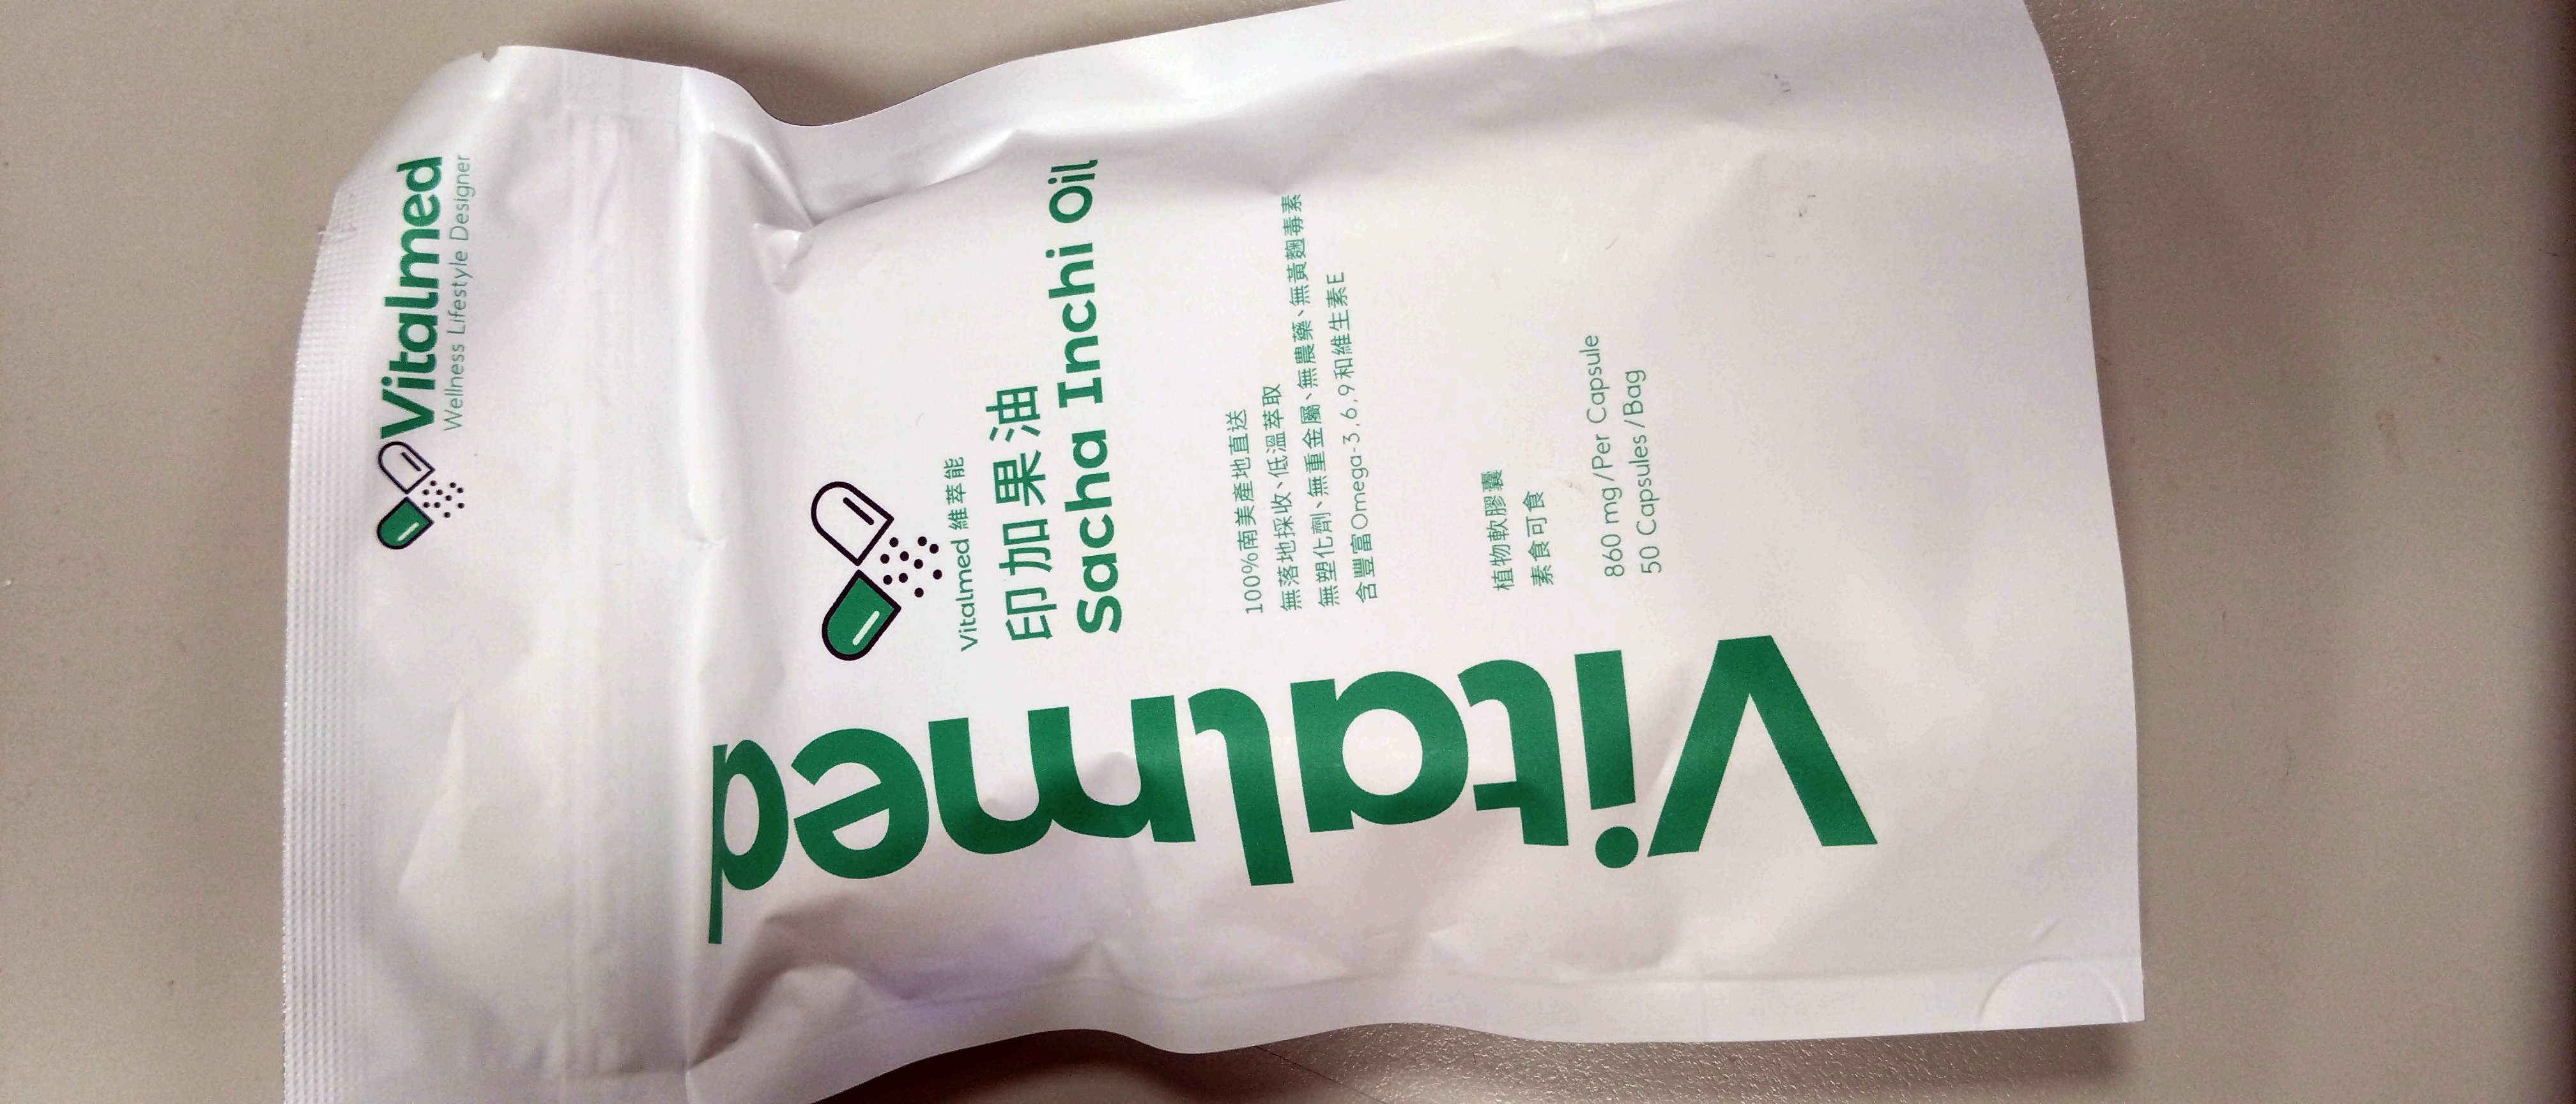 Vitalmed
Wellness Lifestyle Designer
Vitalmed 維萃能
印加果油
Sacha Inchi Oil
100%南美產地直送
無落地採收、低溫萃取
無塑化劑、無重金屬、無農藥、無黃麴毒素
含豐富Omega-3,6,9和維生素E
植物軟膠囊
素食可食
860 mg/Per Capsule
50 Capsules/Bag
Vitalmed